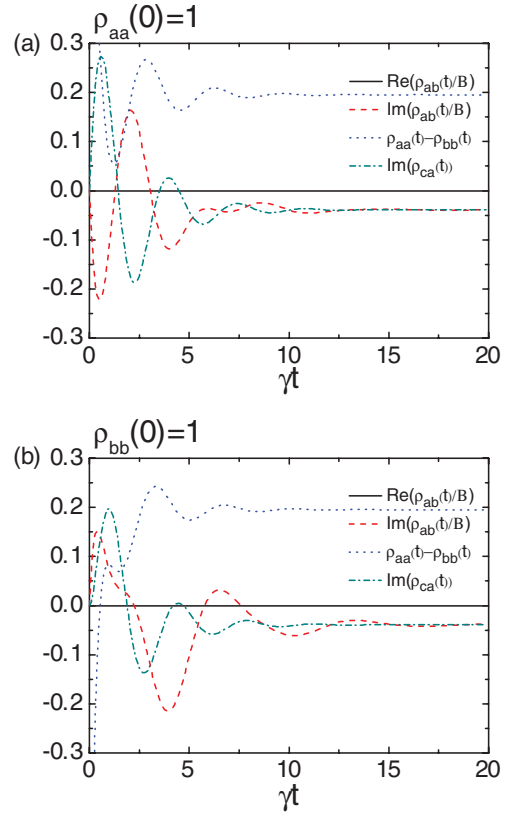 ρaa(0)=1
(a)
0.3
0.2
0.1
0.0
-0.1
-0.2
-0.3
Re(ρab(t)/B)
Im(ρab(t)/B)
ρaa(t)−ρbb(t)
Im(ρca(t))
0 5 10 15 20
γt
ρbb(0)=1
(b)
0.3
0.2
0.1
0.0
-0.1
-0.2
-0.3
Re(ρab(t)/B)
Im(ρab(t)/B)
ρaa(t)−ρbb(t)
Im(ρca(t))
0 5 10 15 20
γt